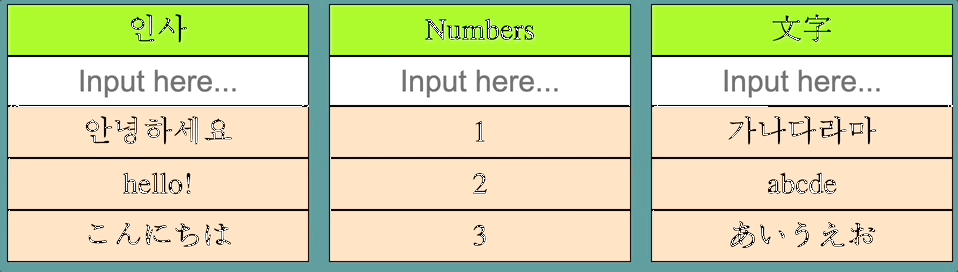 인사
Input here...
안녕하세요
hello!
こんにちは
Numbers
Input here...
1
2
3
文字
Input here...
가나다라마
abcde
あいうえお